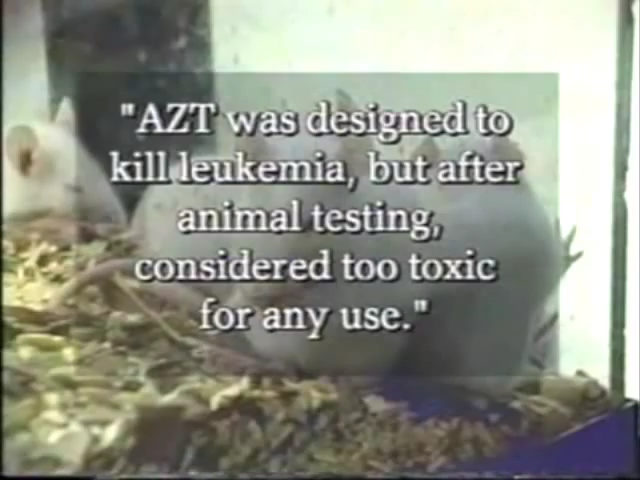 "AZT was designed to
kill leukemia, but after
animal testing,
considered too toxic
for any use."